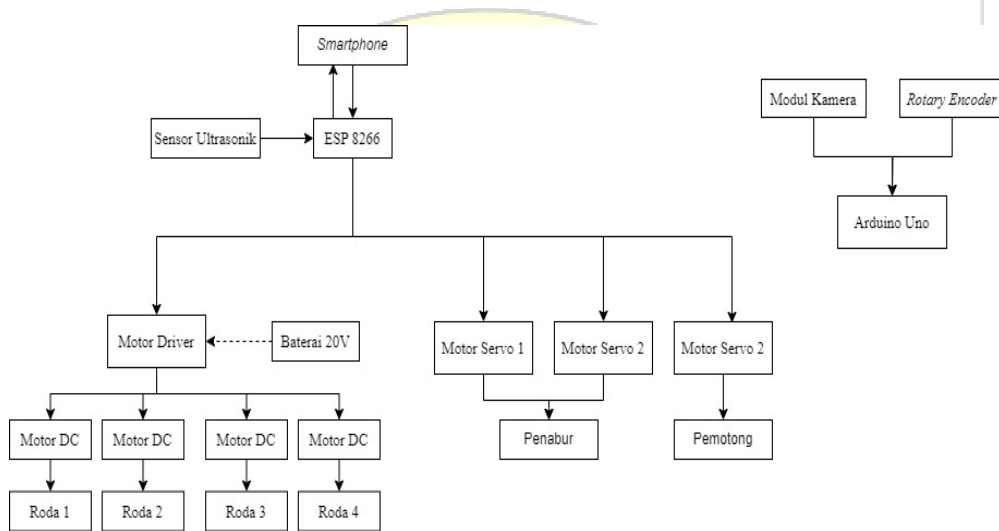 Smartphone
Modul Kamera
Rotary Encoder
Sensor Ultrasonik
ESP 8266
Arduino Uno
Motor Driver
Baterai 20V
Motor Servo 1
Motor Servo 2
Motor Servo 2
Motor DC
Motor DC
Motor DC
Motor DC
Penabur
Pemotong
Roda 1
Roda 2
Roda 3
Roda 4